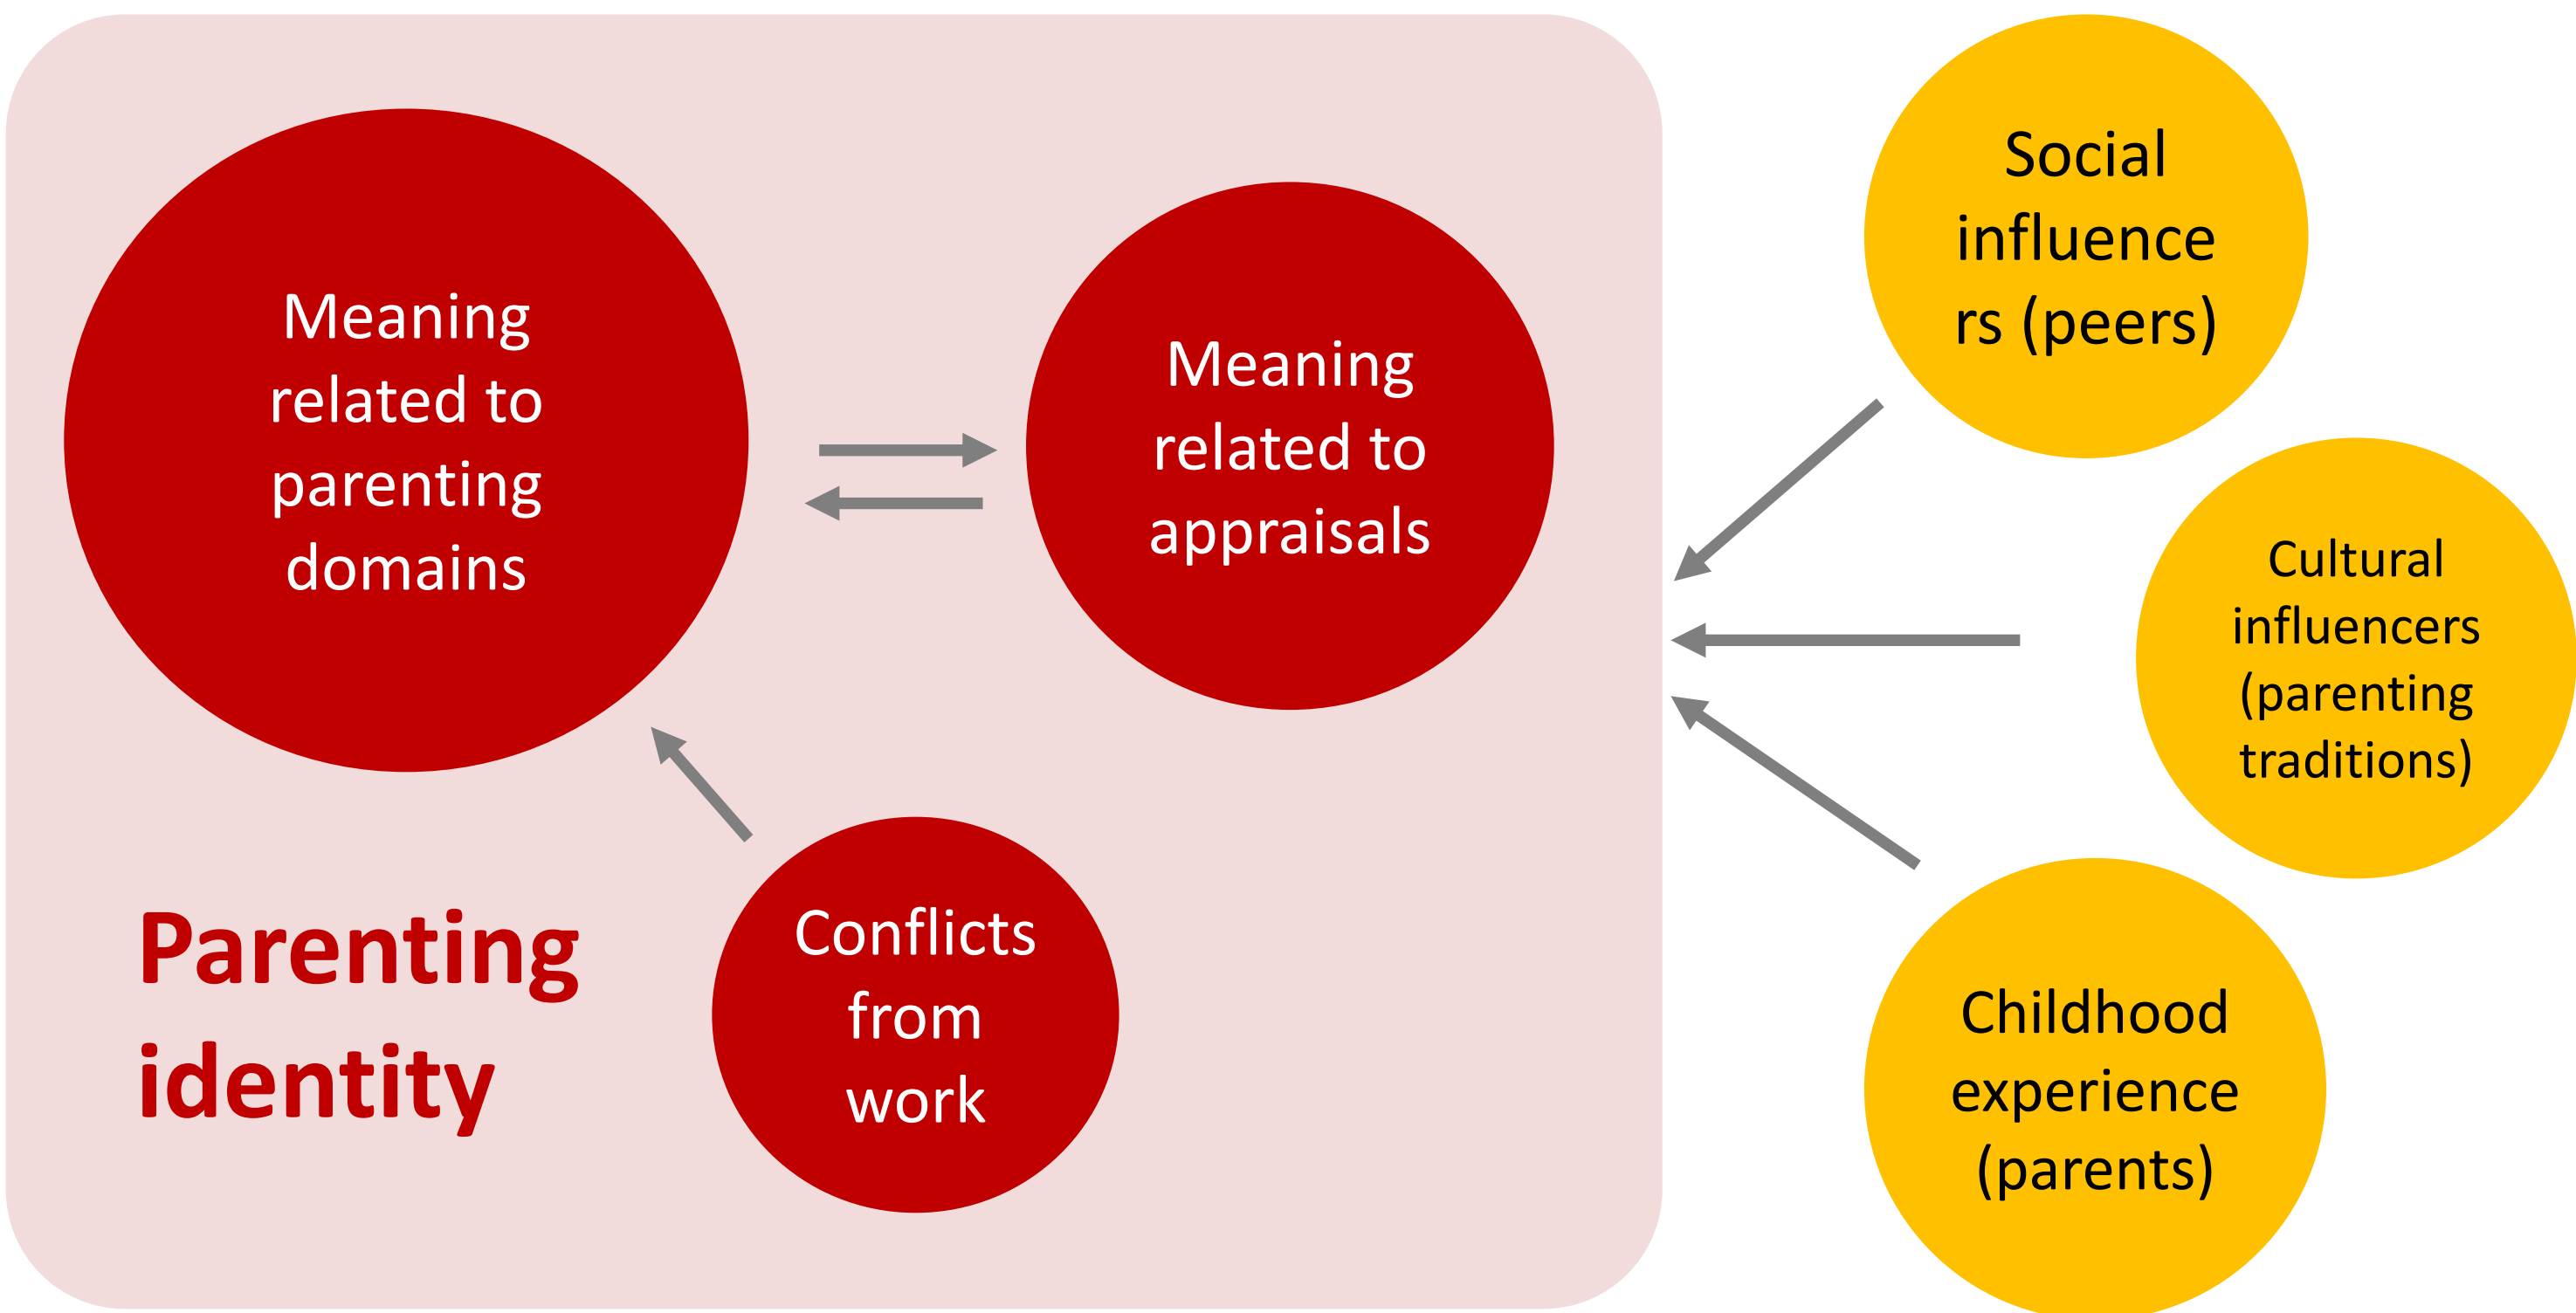 Meaning
related to
parenting
domains
Meaning
related to
appraisals
Conflicts
from
work
Parenting
identity
Social
influence
rs (peers)
Cultural
influencers
(parenting
traditions)
Childhood
experience
(parents)